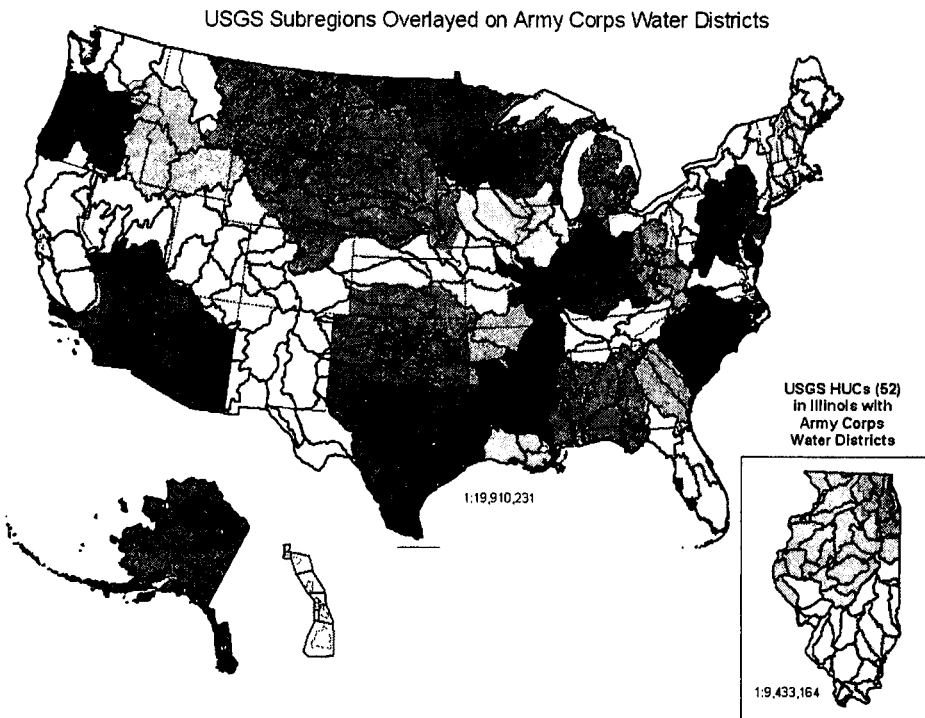 USGS Subregions Overlayed on Army Corps Water Districts
USGS HUCs (52)
in Illinois with
Army Corps
Water Districts
1:19,910,231
1:9,433,164